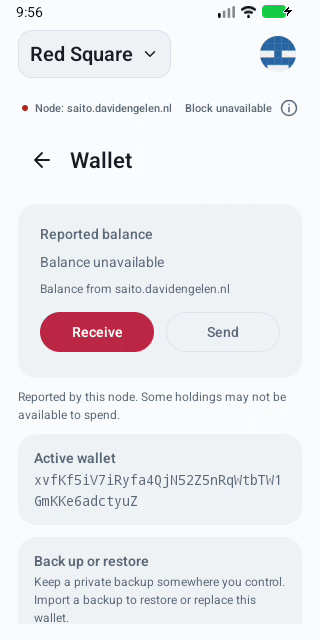 9:56
Red Square
Node: saito.davidengelen.nl Block unavailable
Wallet
Reported balance
Balance unavailable
Balance from saito.davidengelen.nl
Receive Send
Reported by this node. Some holdings may not be
available to spend.
Active wallet
xvfKf5iV7iRyfa4QjN52Z5nRqWtbTW1
GmKKe6adctyuZ
Back up or restore
Keep a private backup somewhere you control.
Import a backup to restore or replace this
wallet.